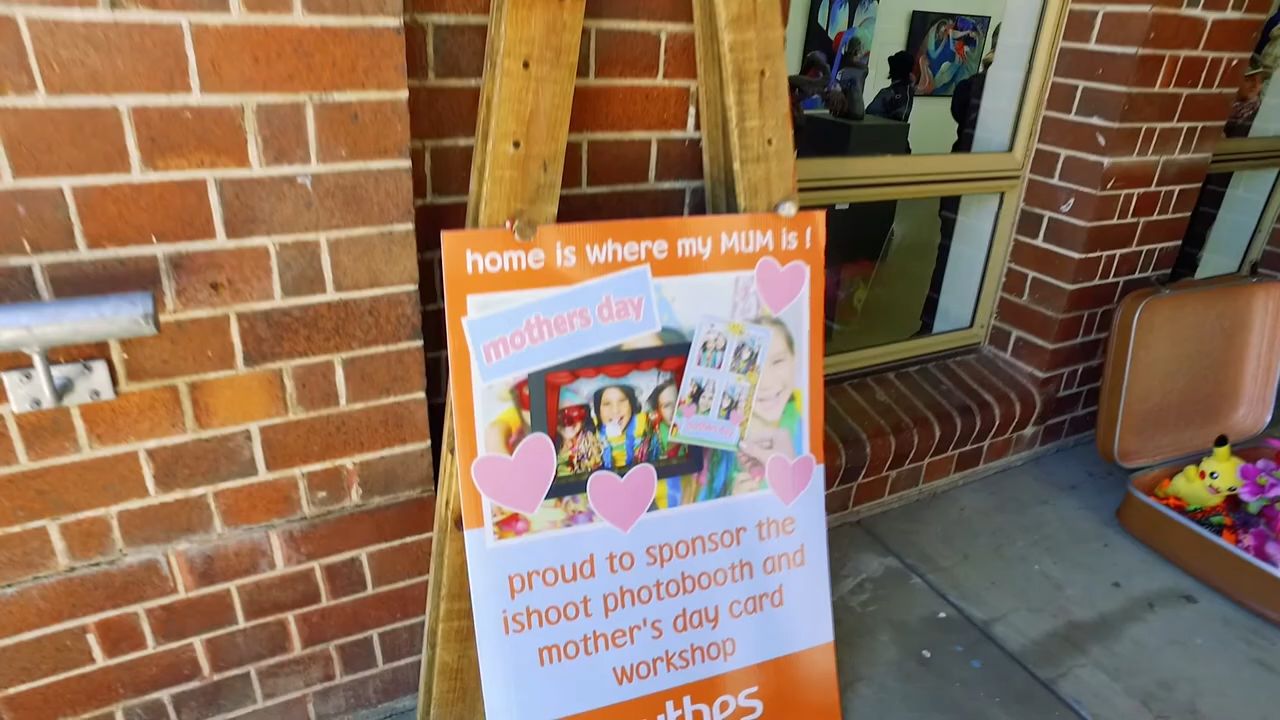 home is where my MUM is !
mothers day
proud to sponsor the
ishoot photobooth and
mother's day card
workshop